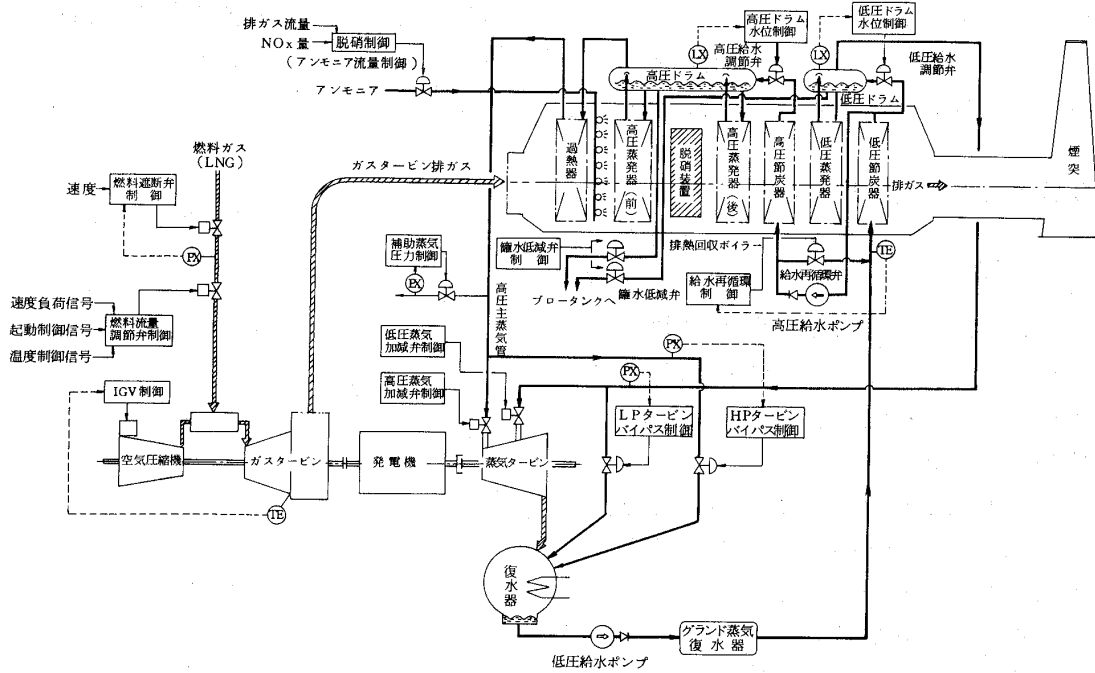 排ガス流量
NOx量
脱硝制御
(アンモニア流量制御)
アンモニア
高圧ドラム
水位制御
低圧ドラム
水位制御
LX
LX
高圧給水
調節弁
低圧給水
調節弁
高圧ドラム
低圧ドラム
燃料ガス
(LNG)
速度
燃料遮断弁
制御
PX
ガスタービン排ガス
過熱器
高圧蒸発器(前)
脱硝装置
高圧蒸発器(後)
高圧節炭器
低圧蒸発器
低圧節炭器
排ガス
煙突
補助蒸気
圧力制御
PX
缶水低減弁
制御
缶水低減弁
ブロータンクへ
排熱回収ボイラー
給水再循環
制御
給水再循環弁
TE
高圧給水ポンプ
速度負荷信号
起動制御信号
温度制御信号
燃料流量
調節弁制御
高圧主蒸気管
低圧蒸気
加減弁制御
高圧蒸気
加減弁制御
PX
PX
LPタービン
バイパス制御
HPタービン
バイパス制御
IGV制御
空気圧縮機
ガスタービン
発電機
蒸気タービン
TE
復水器
低圧給水ポンプ
グランド蒸気
復水器